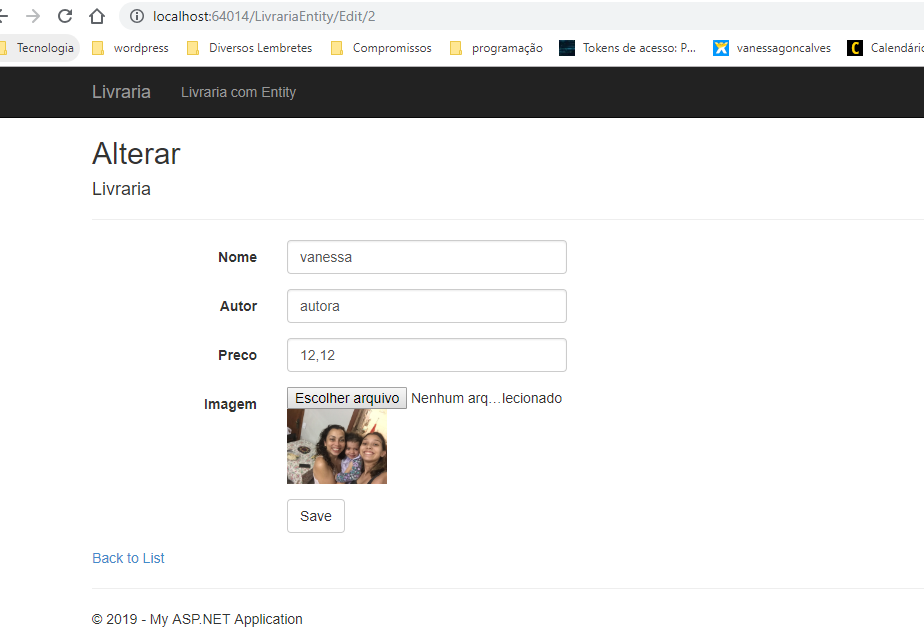 localhost:64014/LivrariaEntity/Edit/2
Tecnologia wordpress Diversos Lembretes Compromissos programação Tokens de acesso: P... vanessagoncalves Calendári
Livraria Livraria com Entity
Alterar
Livraria
Nome vanessa
Autor autora
Preco 12,12
Imagem Escolher arquivo Nenhum arq...lecionado
Save
Back to List
© 2019 - My ASP.NET Application